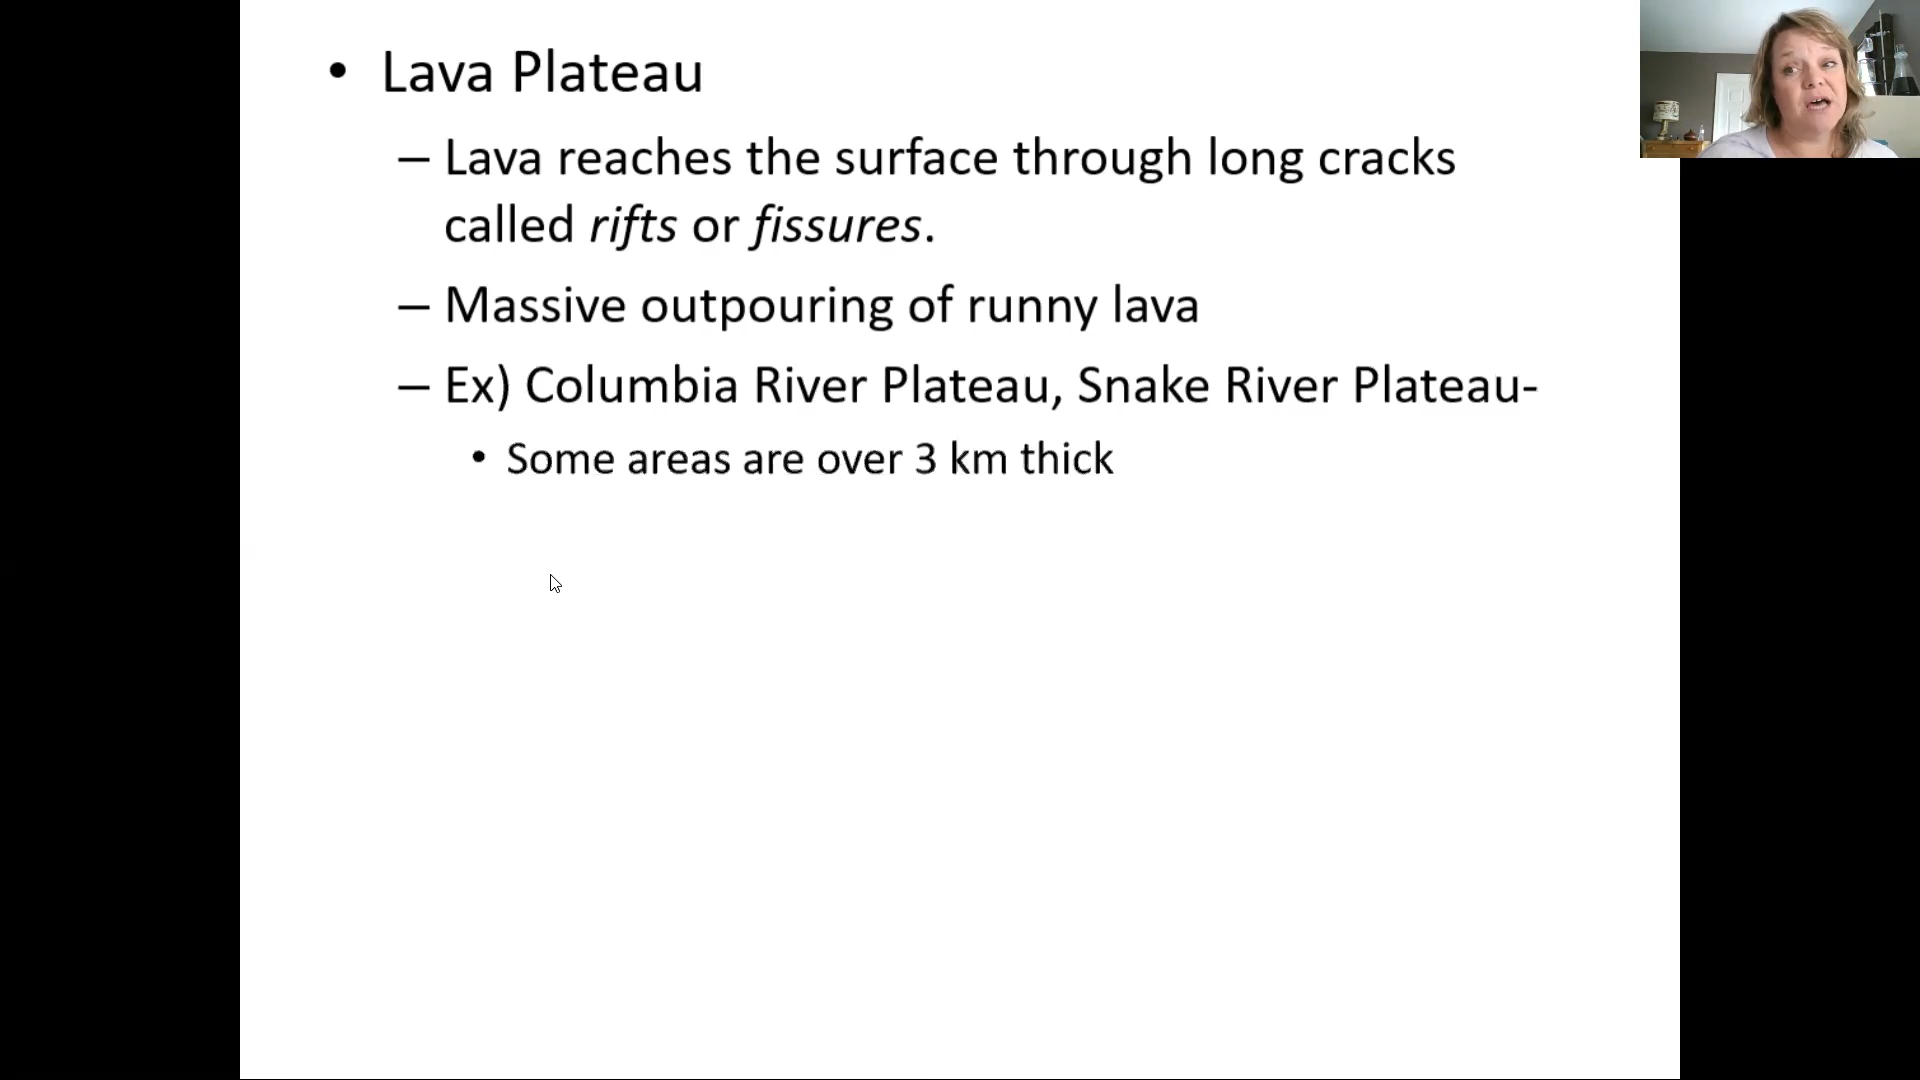 • Lava Plateau
– Lava reaches the surface through long cracks
called rifts or fissures.
– Massive outpouring of runny lava
– Ex) Columbia River Plateau, Snake River Plateau-
• Some areas are over 3 km thick